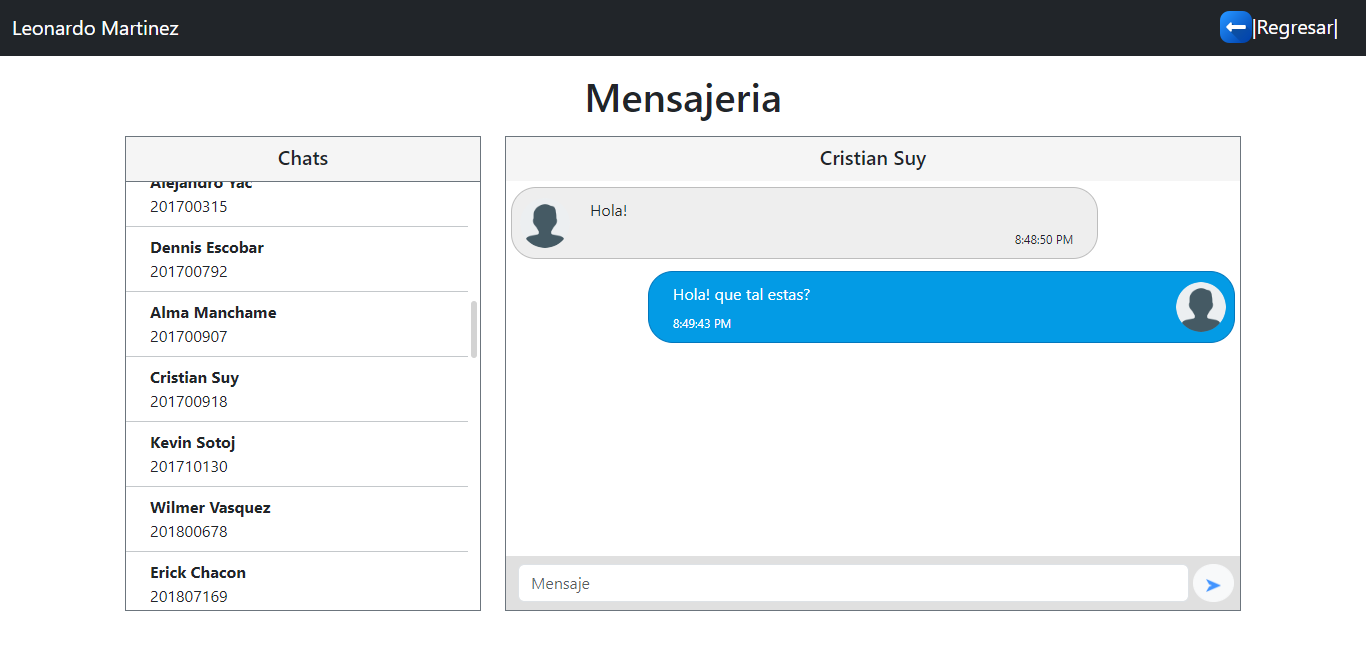 Leonardo Martinez
|Regresar|
Mensajeria
Chats
Alejandro Yac
201700315
Dennis Escobar
201700792
Alma Manchame
201700907
Cristian Suy
201700918
Kevin Sotoj
201710130
Wilmer Vasquez
201800678
Erick Chacon
201807169
Cristian Suy
Hola!
8:48:50 PM
Hola! que tal estas?
8:49:43 PM
Mensaje